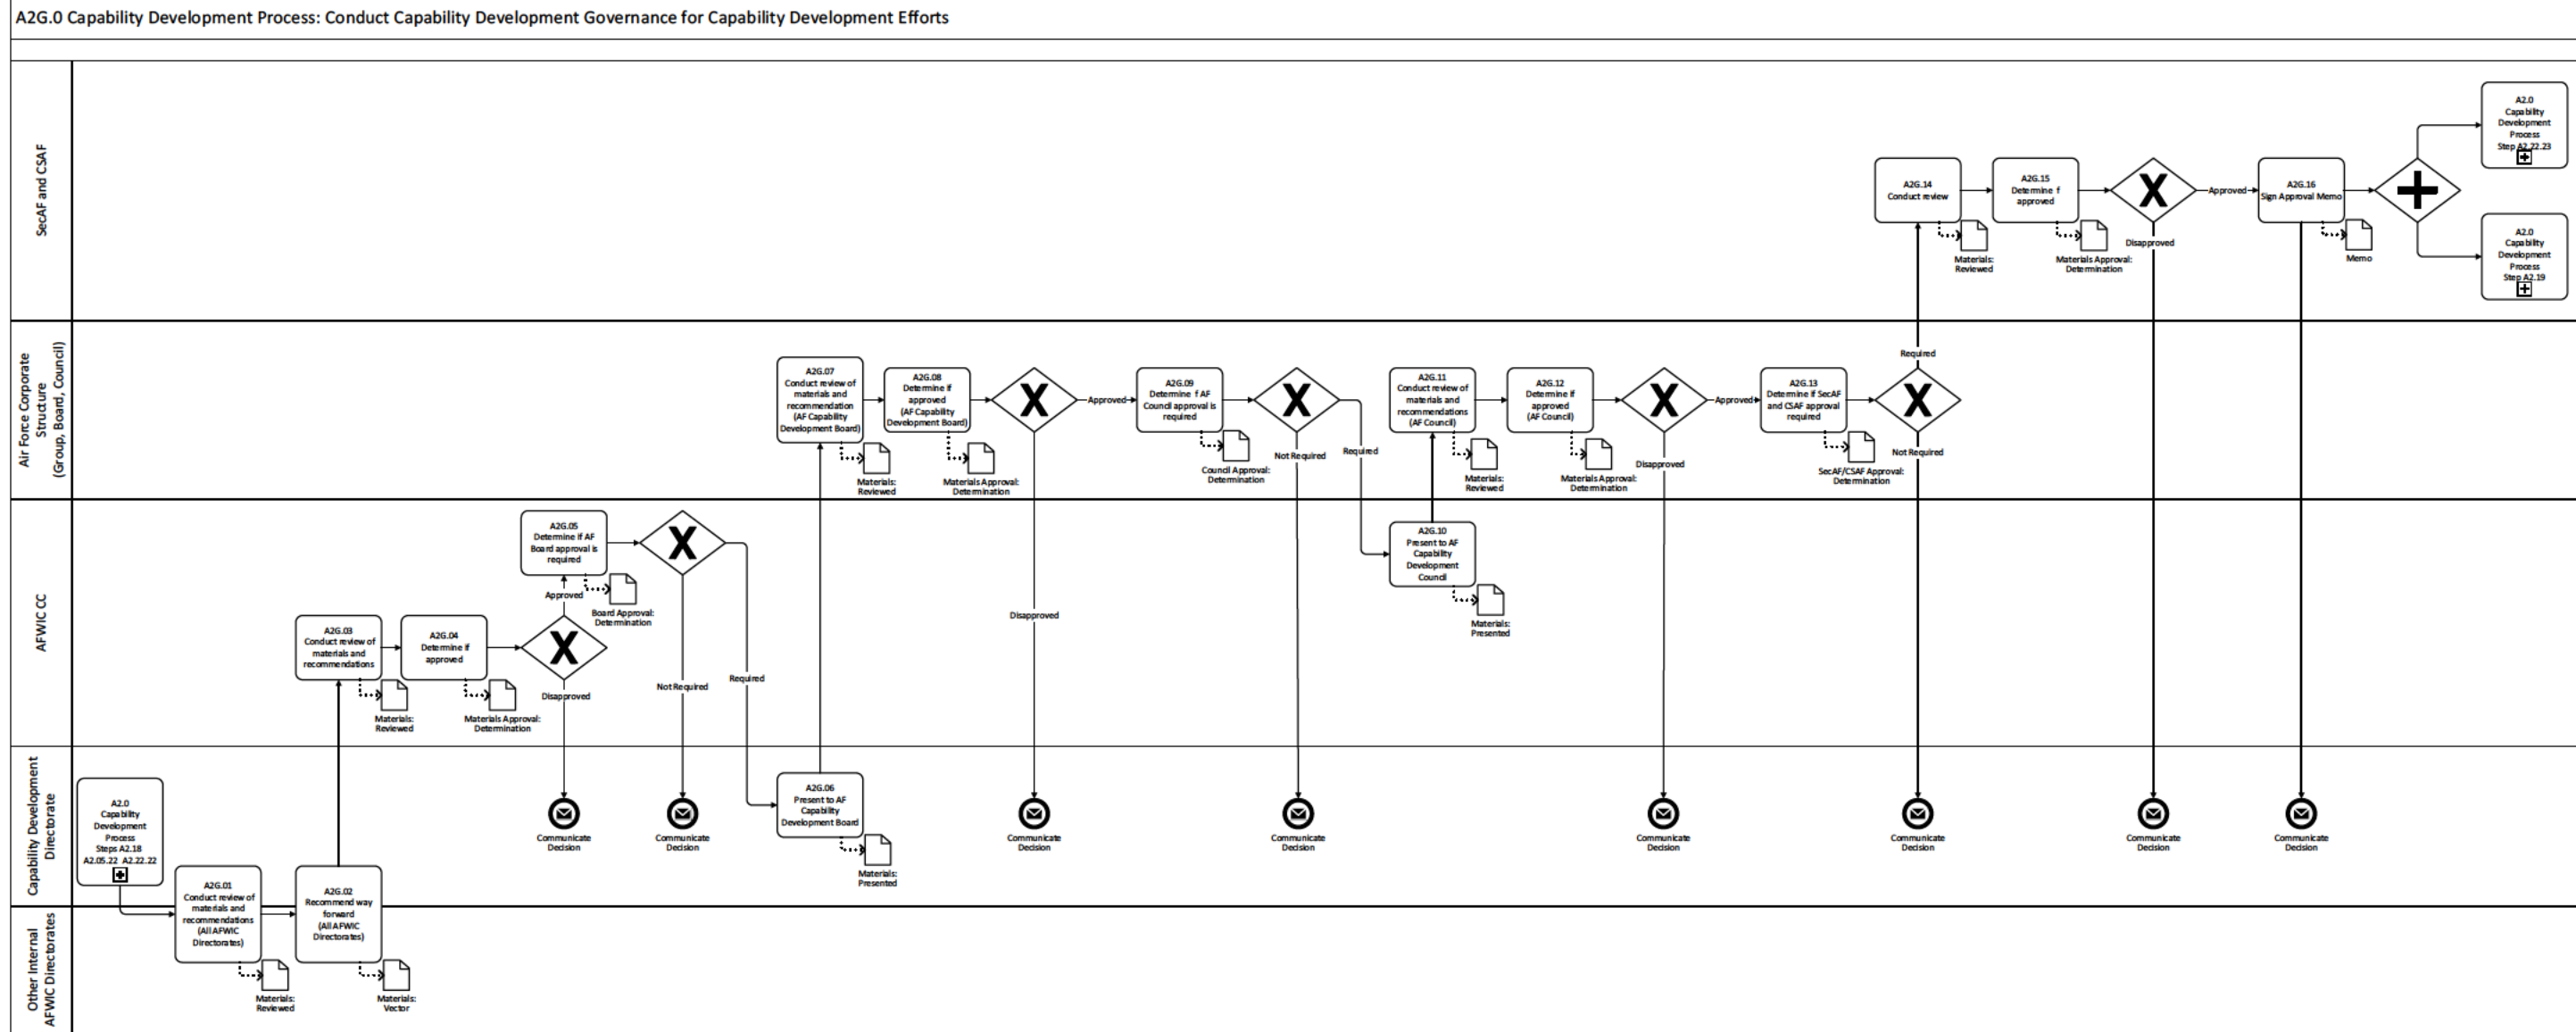 A2G.0 Capability Development Process: Conduct Capability Development Governance for Capability Development Efforts
SecAF and CSAF
A2G.14
Conduct review
Materials:
Reviewed
A2G.15
Determine f
approved
Materials Approval:
Determination
Approved
Disapproved
A2G.16
Sign Approval Memo
Memo
A2.0
Capability
Development
Process
Step A2.22.23
A2.0
Capability
Development
Process
Step A2.19
Air Force Corporate
Structure
(Group, Board, Council)
A2G.07
Conduct review of
materials and
recommendation
(AF Capability
Development Board)
Materials:
Reviewed
A2G.08
Determine if
approved
(AF Capability
Development Board)
Materials Approval:
Determination
Approved
Disapproved
A2G.09
Determine f AF
Council approval is
required
Council Approval:
Determination
Not Required
Required
A2G.11
Conduct review of
materials and
recommendations
(AF Council)
Materials:
Reviewed
A2G.12
Determine if
approved
(AF Council)
Materials Approval:
Determination
Approved
Disapproved
A2G.13
Determine if SecAF
and CSAF approval
required
SecAF/CSAF Approval:
Determination
Required
Not Required
AFWIC CC
A2G.03
Conduct review of
materials and
recommendations
Materials:
Reviewed
A2G.04
Determine if
approved
Materials Approval:
Determination
Approved
Disapproved
A2G.05
Determine if AF
Board approval is
required
Board Approval:
Determination
Not Required
Required
A2G.10
Present to AF
Capability
Development
Council
Materials:
Presented
Capability Development
Directorate
A2.0
Capability
Development
Process
Steps A2.18
A2.05.22 A2.22.22
Communicate
Decision
Communicate
Decision
A2G.06
Present to AF
Capability
Development Board
Materials:
Presented
Communicate
Decision
Communicate
Decision
Communicate
Decision
Communicate
Decision
Communicate
Decision
Communicate
Decision
Other Internal
AFWIC Directorates
A2G.01
Conduct review of
materials and
recommendations
(All AFWIC
Directorates)
Materials:
Reviewed
A2G.02
Recommend way
forward
(All AFWIC
Directorates)
Materials:
Vector